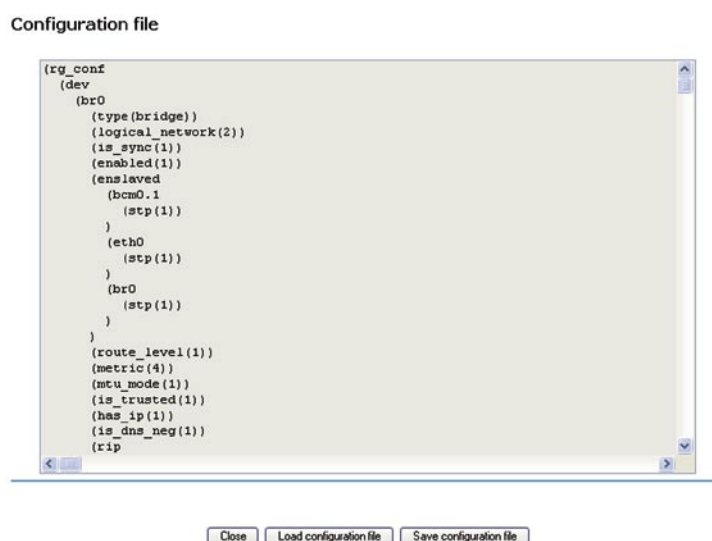 Configuration file
(rg_conf
(dev
(br0
(type(bridge))
(logical_network(2))
(is_sync(1))
(enabled(1))
(enslaved
(bcm0.1
(stp(1))
)
(eth0
(stp(1))
)
(br0
(stp(1))
)
)
(route_level(1))
(metric(4))
(mtu_mode(1))
(is_trusted(1))
(has_ip(1))
(is_dns_neg(1))
(rip
Close Load configuration file Save configuration file